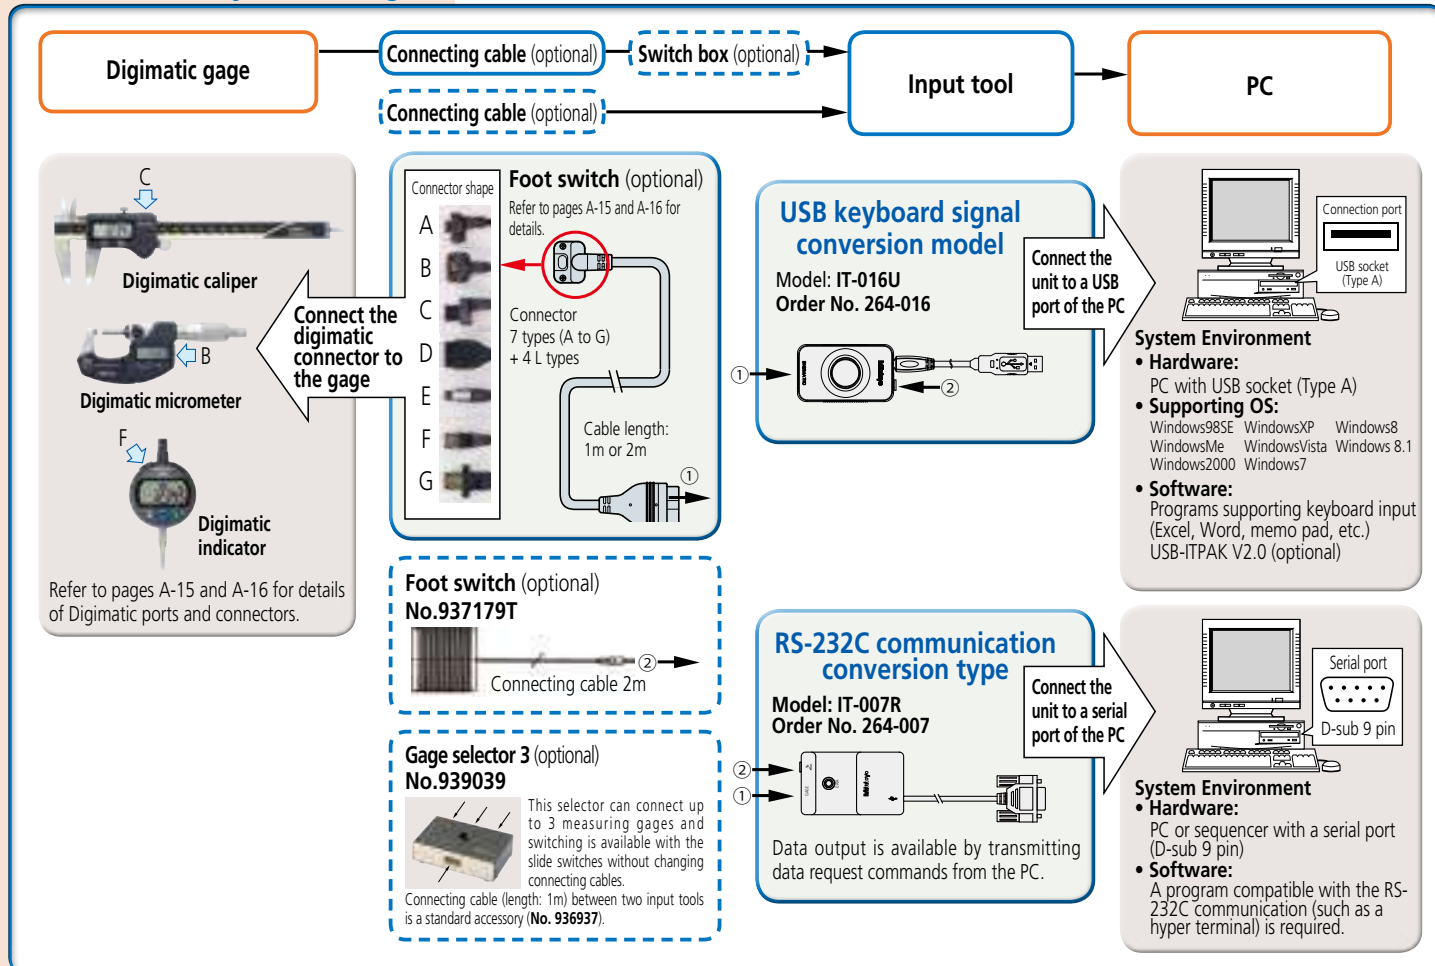 Digimatic gage
Connecting cable (optional)
Switch box (optional)
Connecting cable (optional)
Input tool
PC
C
Digimatic caliper
B
Digimatic micrometer
F
Digimatic
indicator
Refer to pages A-15 and A-16 for details
of Digimatic ports and connectors.
Connect the
digimatic
connector to
the gage
Connector shape
A
B
C
D
E
F
G
Foot switch (optional)
Refer to pages A-15 and A-16 for
details.
Connector
7 types (A to G)
+ 4 L types
Cable length:
1m or 2m
①
Foot switch (optional)
No.937179T
②
Connecting cable 2m
Gage selector 3 (optional)
No.939039
This selector can connect up
to 3 measuring gages and
switching is available with the
slide switches without changing
connecting cables.
Connecting cable (length: 1m) between two input tools
is a standard accessory (No. 936937).
USB keyboard signal
conversion model
Model: IT-016U
Order No. 264-016
①
Mitutoyo
②
Connect the
unit to a USB
port of the PC
Connection port
USB socket
(Type A)
System Environment
• Hardware:
PC with USB socket (Type A)
• Supporting OS:
Windows98SE WindowsXP Windows8
WindowsMe WindowsVista Windows 8.1
Windows2000 Windows7
• Software:
Programs supporting keyboard input
(Excel, Word, memo pad, etc.)
USB-ITPAK V2.0 (optional)
RS-232C communication
conversion type
Model: IT-007R
Order No. 264-007
②
①
GAGE
Mitutoyo
Data output is available by transmitting
data request commands from the PC.
Connect the
unit to a serial
port of the PC
Serial port
D-sub 9 pin
System Environment
• Hardware:
PC or sequencer with a serial port
(D-sub 9 pin)
• Software:
A program compatible with the RS-
232C communication (such as a
hyper terminal) is required.